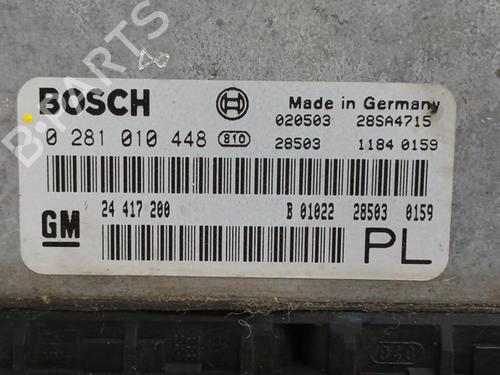 B-PARTS
BOSCH
Made in Germany
020503 28SA4715
0 281 010 448 810
28503 1184 0159
24 417 200
B 01022 28503 0159
GM
PL